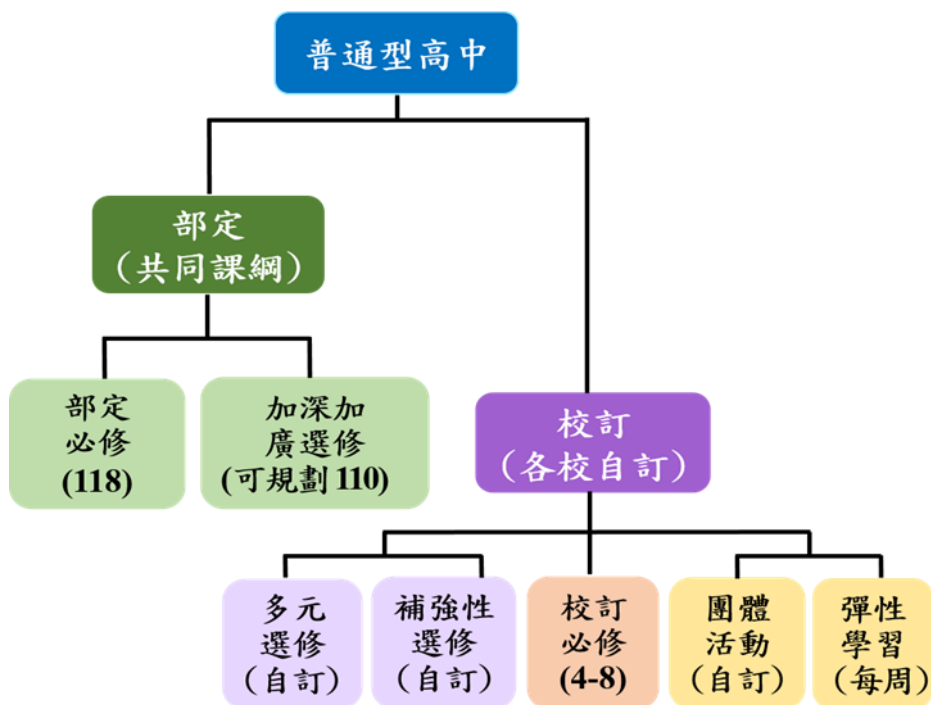 普通型高中
部定
（共同課綱）
部定
必修
(118)
加深加
廣選修
(可規劃 110)
校訂
（各校自訂）
多元
選修
（自訂）
補強性
選修
（自訂）
校訂
必修
(4-8)
團體
活動
（自訂）
彈性
學習
（每周）